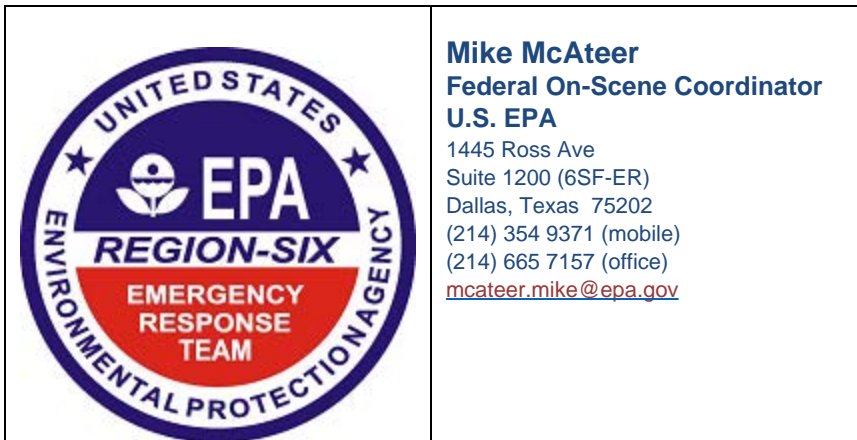 UNITED STATES
EPA
REGION-SIX
EMERGENCY
RESPONSE
TEAM
ENVIRONMENTAL PROTECTION AGENCY
Mike McAteer
Federal On-Scene Coordinator
U.S. EPA
1445 Ross Ave
Suite 1200 (6SF-ER)
Dallas, Texas  75202
(214) 354 9371 (mobile)
(214) 665 7157 (office)
mcateer.mike@epa.gov